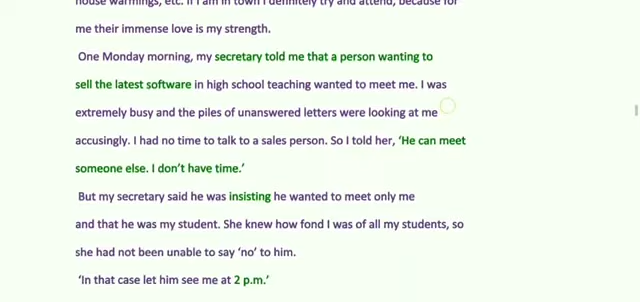 house warmings, etc. If I am in town I definitely try and attend, because for
me their immense love is my strength.
One Monday morning, my secretary told me that a person wanting to
sell the latest software in high school teaching wanted to meet me. I was
extremely busy and the piles of unanswered letters were looking at me
accusingly. I had no time to talk to a sales person. So I told her, ‘He can meet
someone else. I don’t have time.’
But my secretary said he was insisting he wanted to meet only me
and that he was my student. She knew how fond I was of all my students, so
she had not been unable to say ‘no’ to him.
‘In that case let him see me at 2 p.m.’